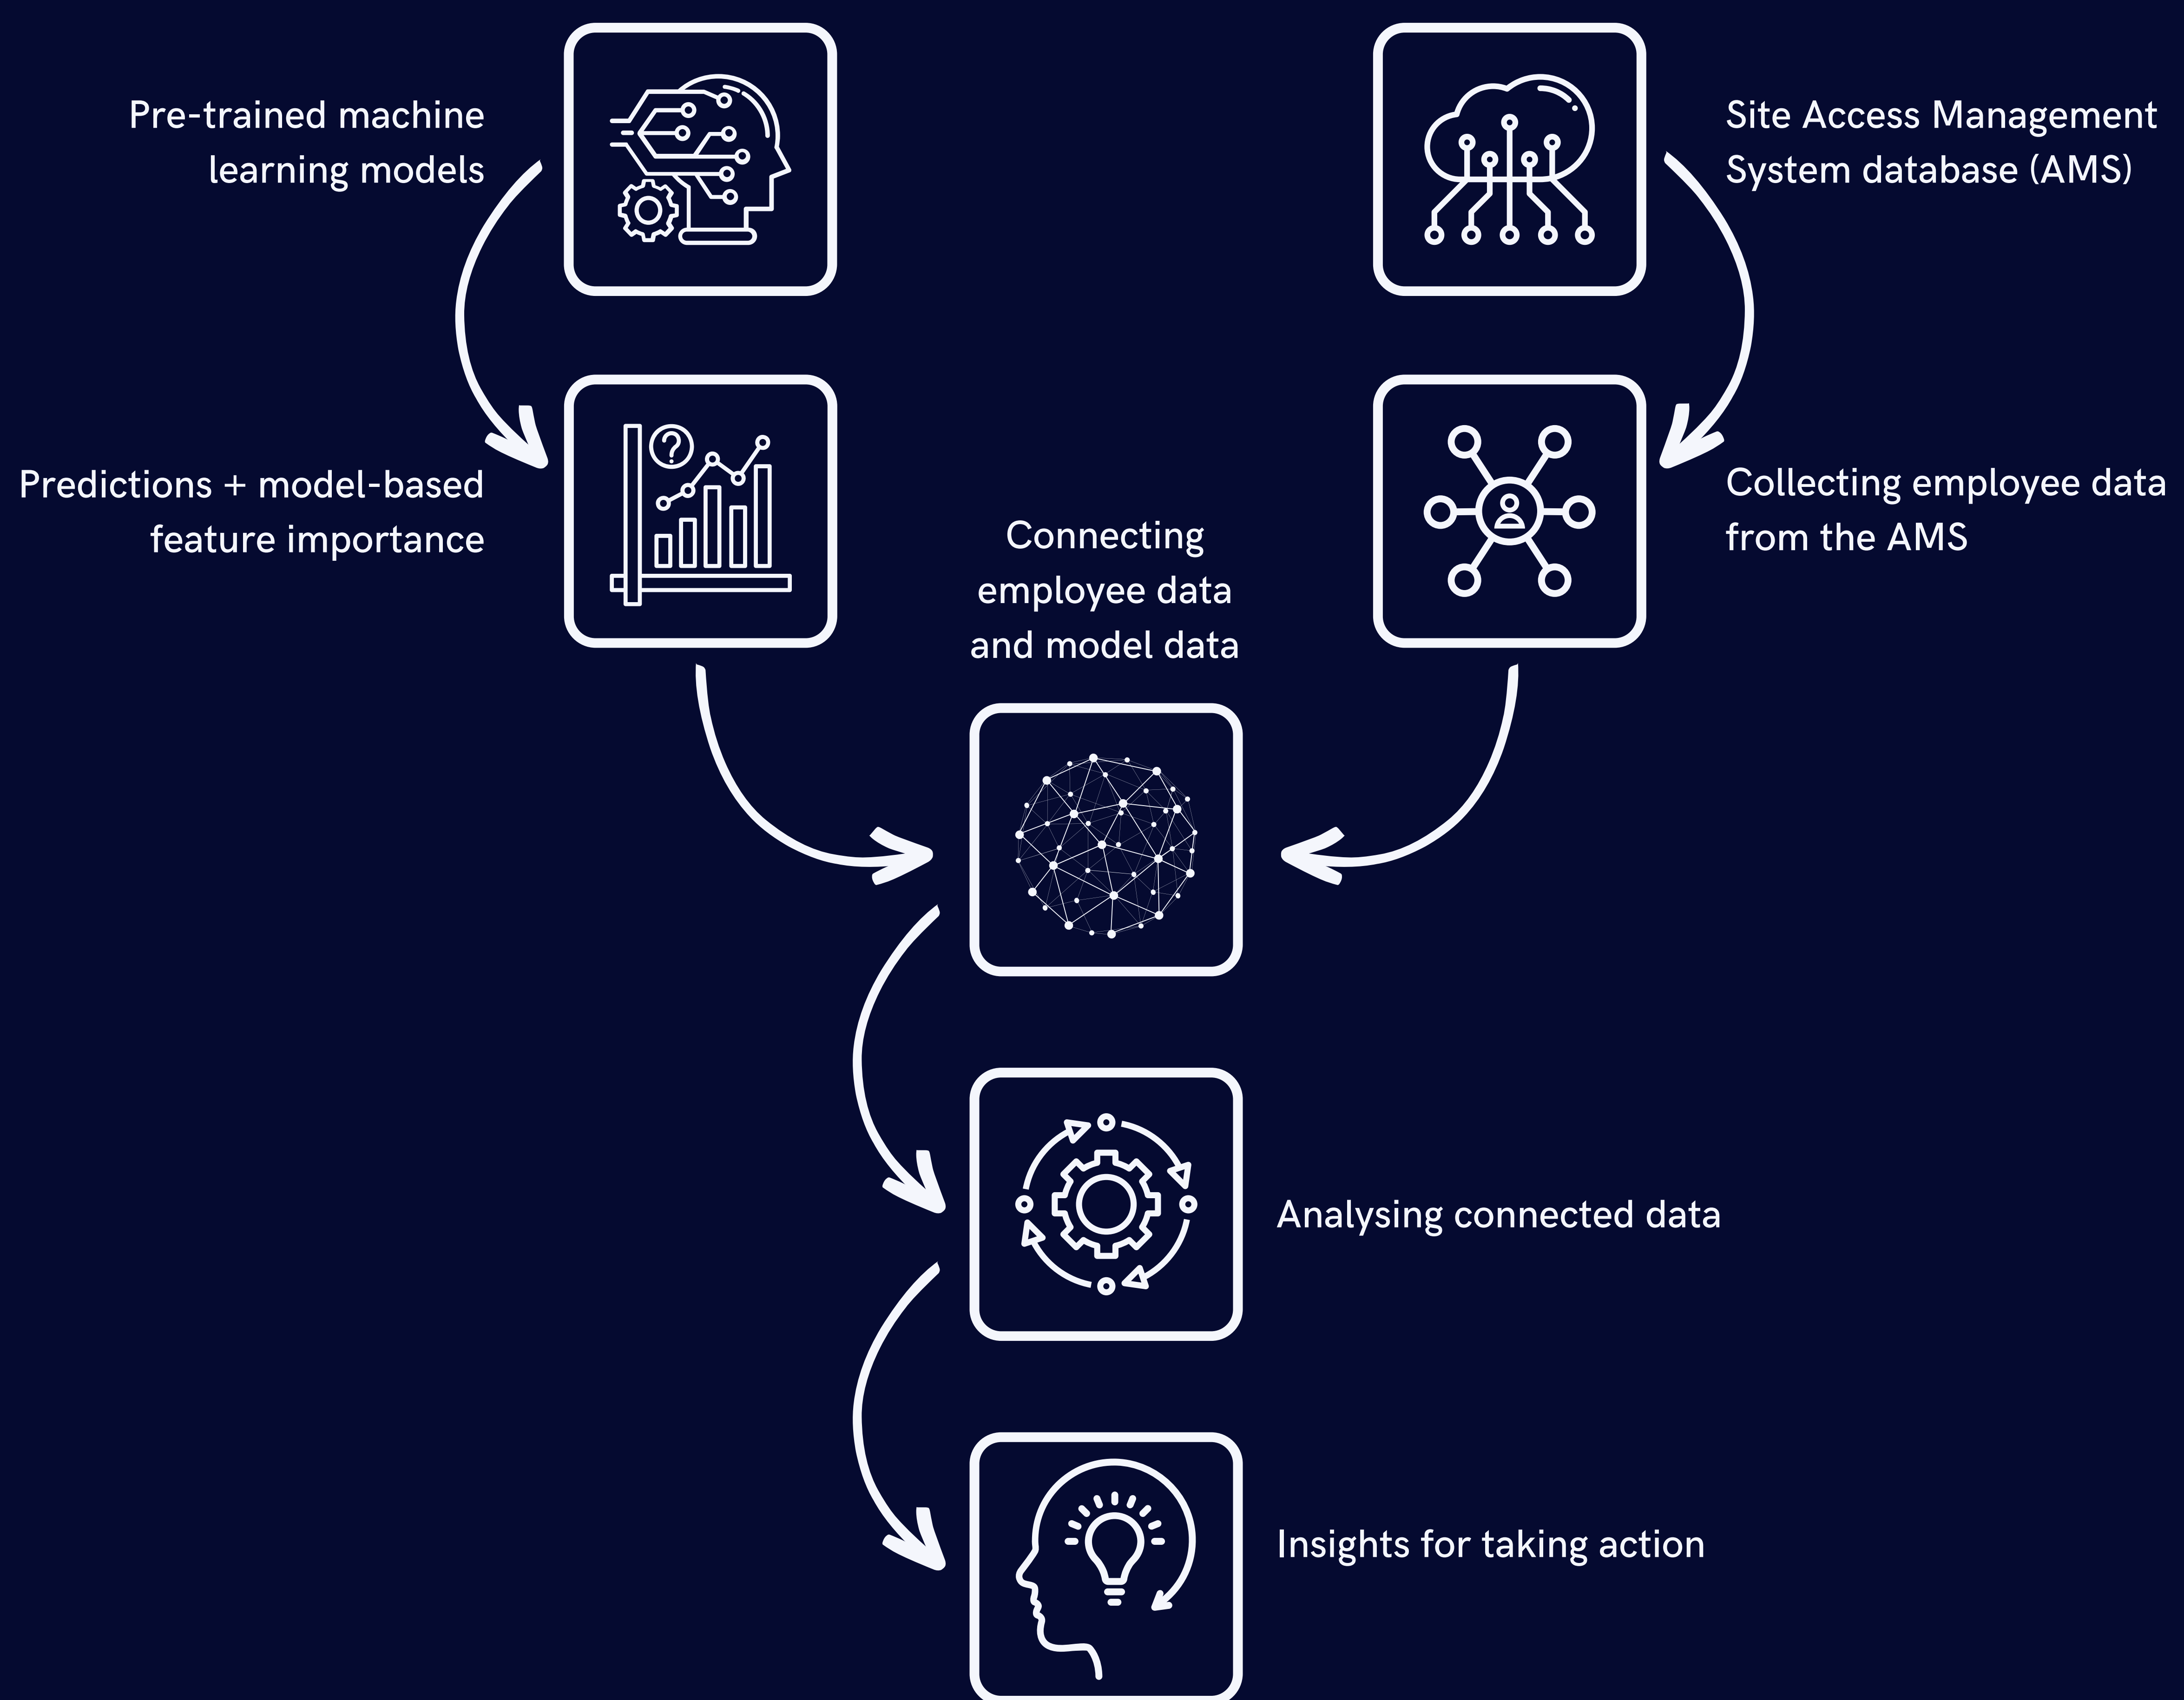 Pre-trained machine
learning models
Site Access Management
System database (AMS)
Predictions + model-based
feature importance
Collecting employee data
from the AMS
Connecting
employee data
and model data
Analysing connected data
Insights for taking action